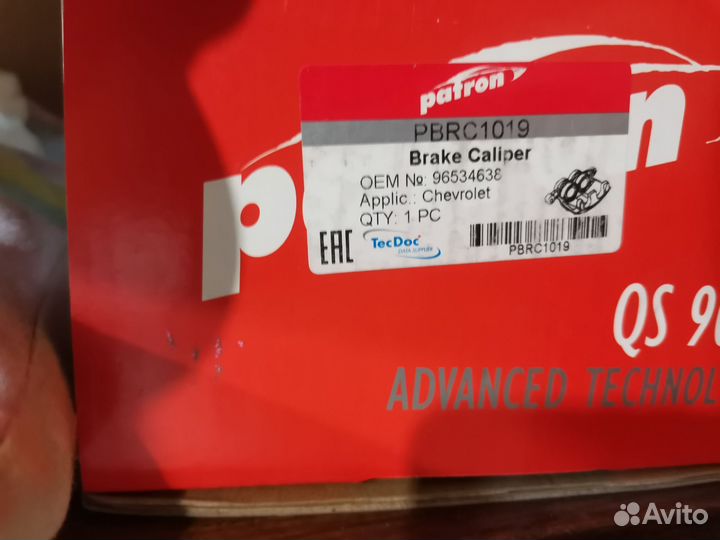 patron
PBRC1019
Brake Caliper
OEM №: 96534638
Applic.: Chevrolet
QTY: 1 PC
EAC
TecDoc
DATA SUPPLIER
PBRC1019
QS 9
ADVANCED TECHNOL
Avito